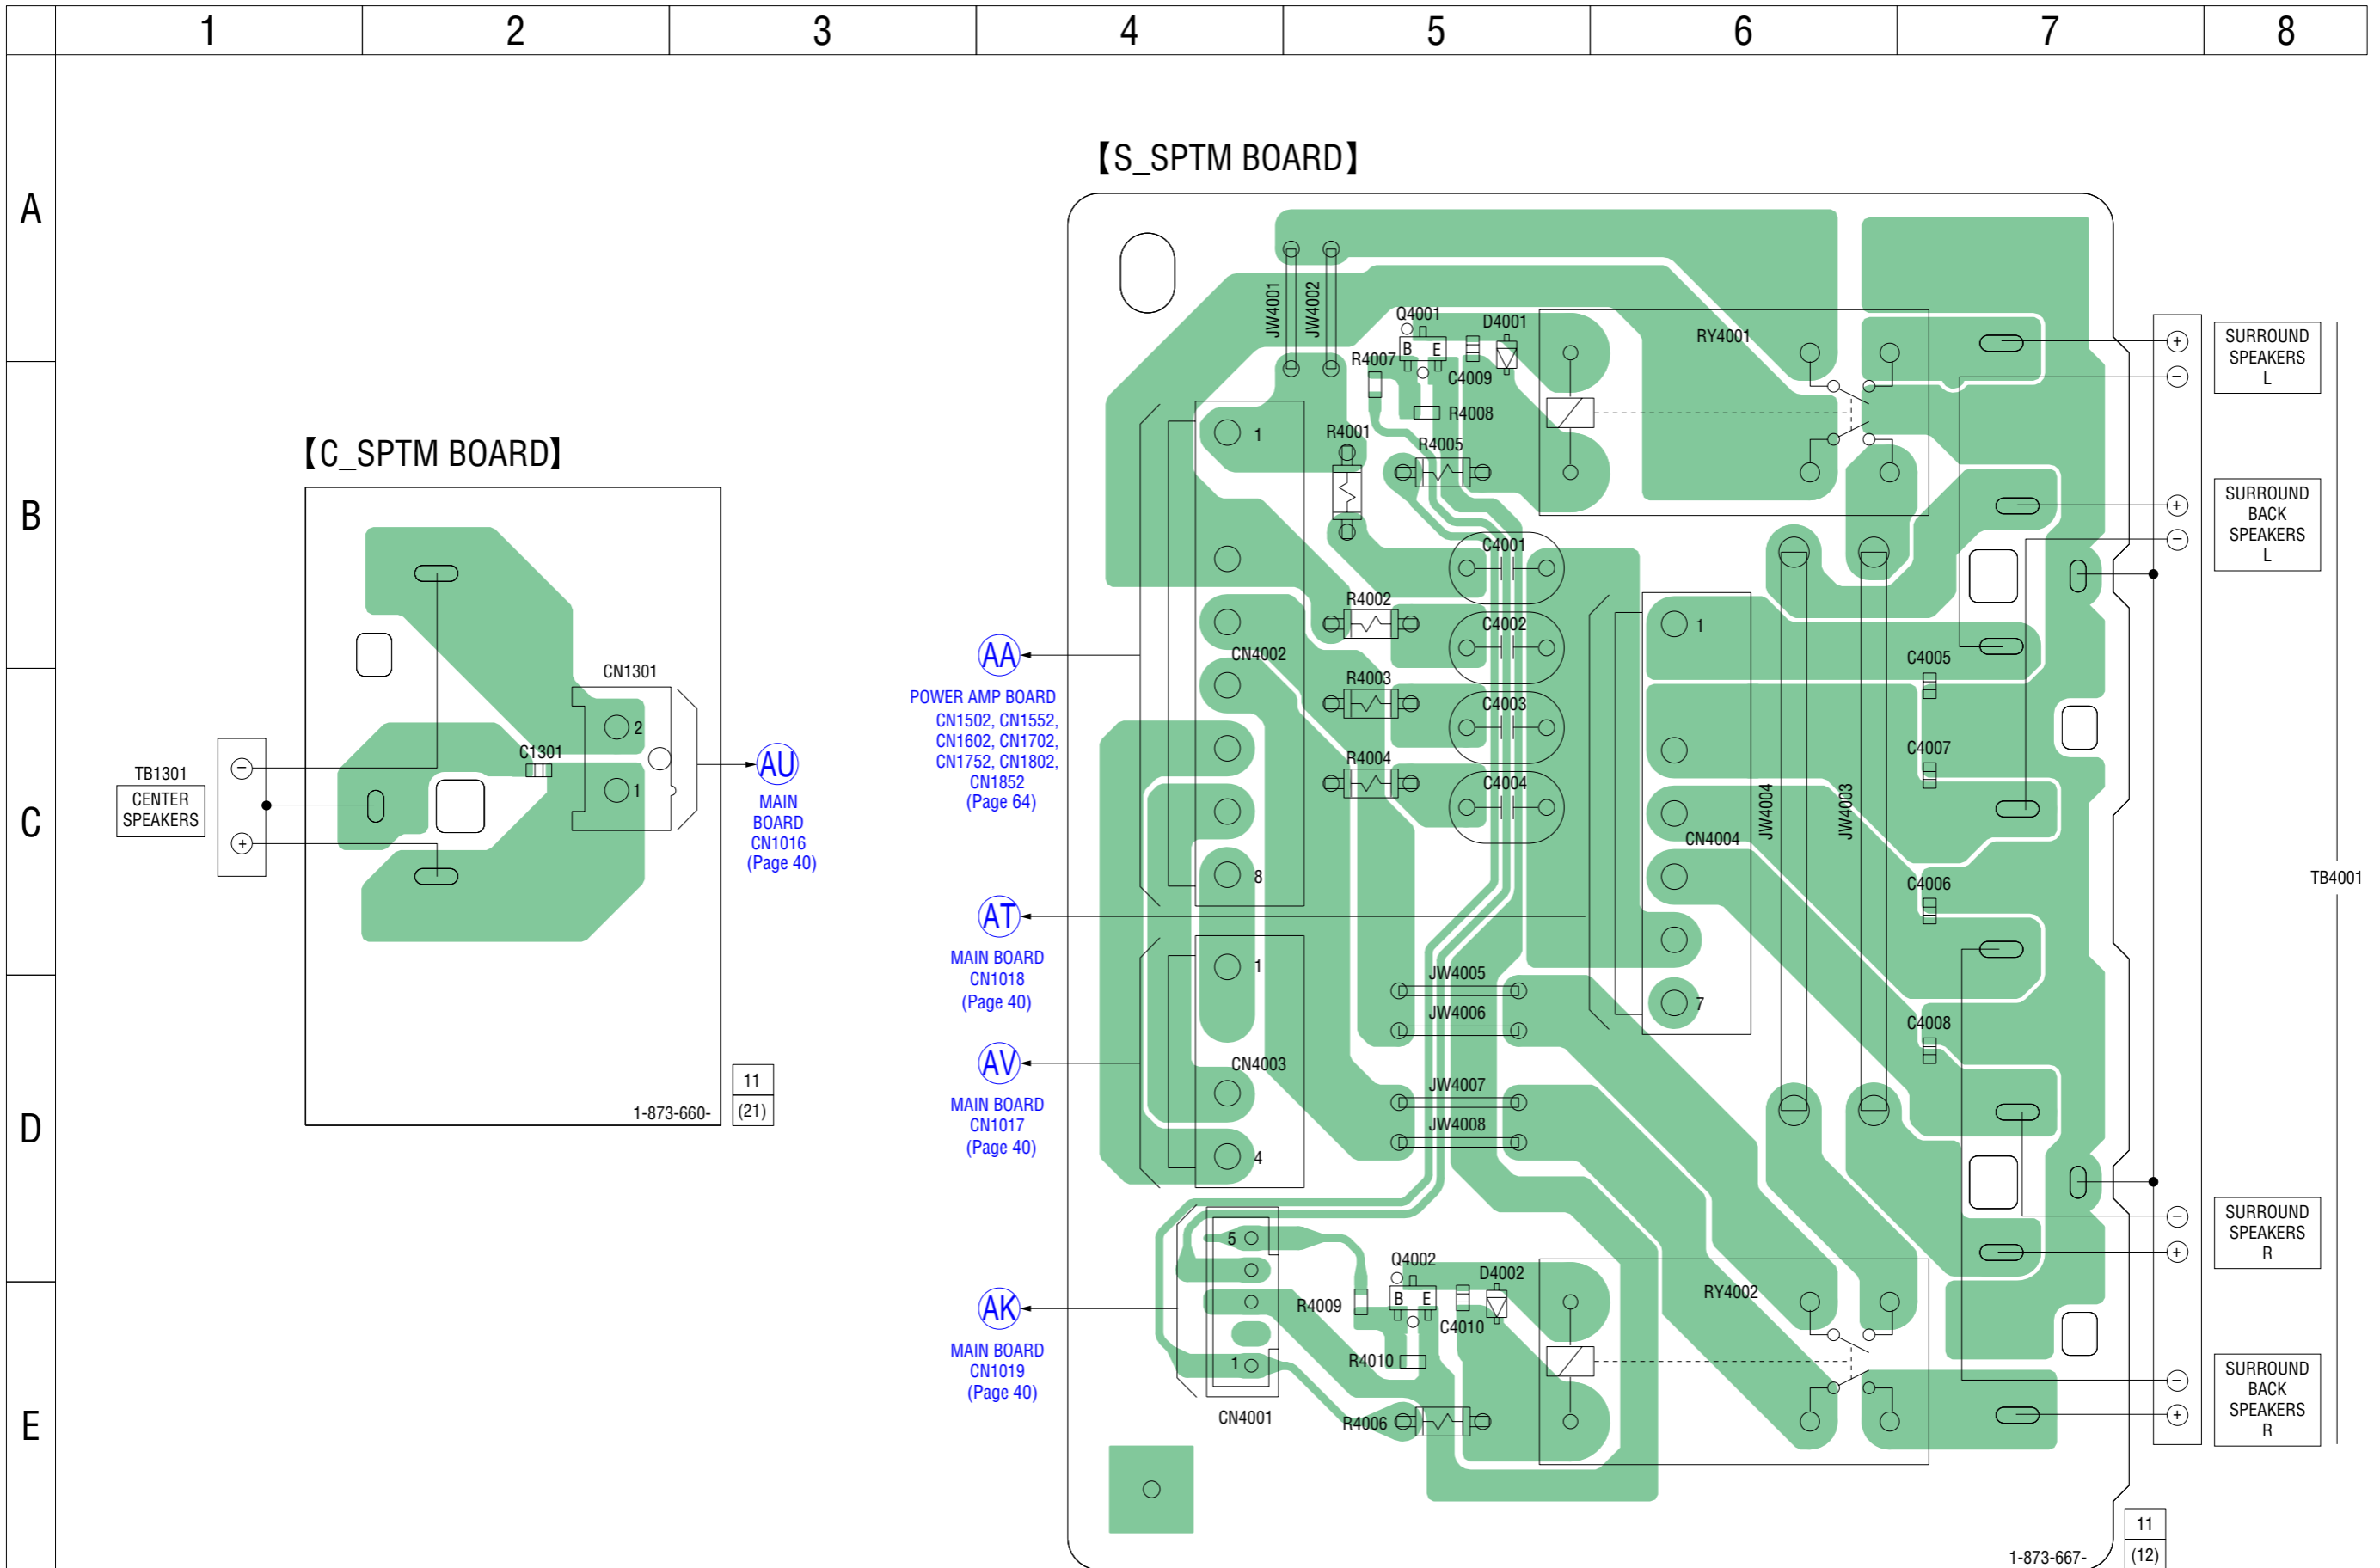 1 2 3 4 5 6 7 8
A
B
C
D
E
【C_SPTM BOARD】
TB1301
CENTER
SPEAKERS
−
+
C1301
CN1301
2
1
AU
MAIN
BOARD
CN1016
(Page 40)
1-873-660-
11
(21)
【S_SPTM BOARD】
AA
POWER AMP BOARD
CN1502, CN1552,
CN1602, CN1702,
CN1752, CN1802,
CN1852
(Page 64)
AT
MAIN BOARD
CN1018
(Page 40)
AV
MAIN BOARD
CN1017
(Page 40)
AK
MAIN BOARD
CN1019
(Page 40)
JW4001
JW4002
Q4001
B E
D4001
R4007
C4009
R4008
RY4001
R4001
R4005
1
CN4002
8
C4001
R4002
C4002
R4003
C4003
R4004
C4004
1
CN4004
7
JW4004
JW4003
C4005
C4007
C4006
C4008
1
CN4003
4
JW4005
JW4006
JW4007
JW4008
5
1
CN4001
Q4002
B E
D4002
R4009
C4010
R4010
R4006
RY4002
+
−
SURROUND
SPEAKERS
L
+
−
SURROUND
BACK
SPEAKERS
L
TB4001
−
+
SURROUND
SPEAKERS
R
−
+
SURROUND
BACK
SPEAKERS
R
1-873-667-
11
(12)